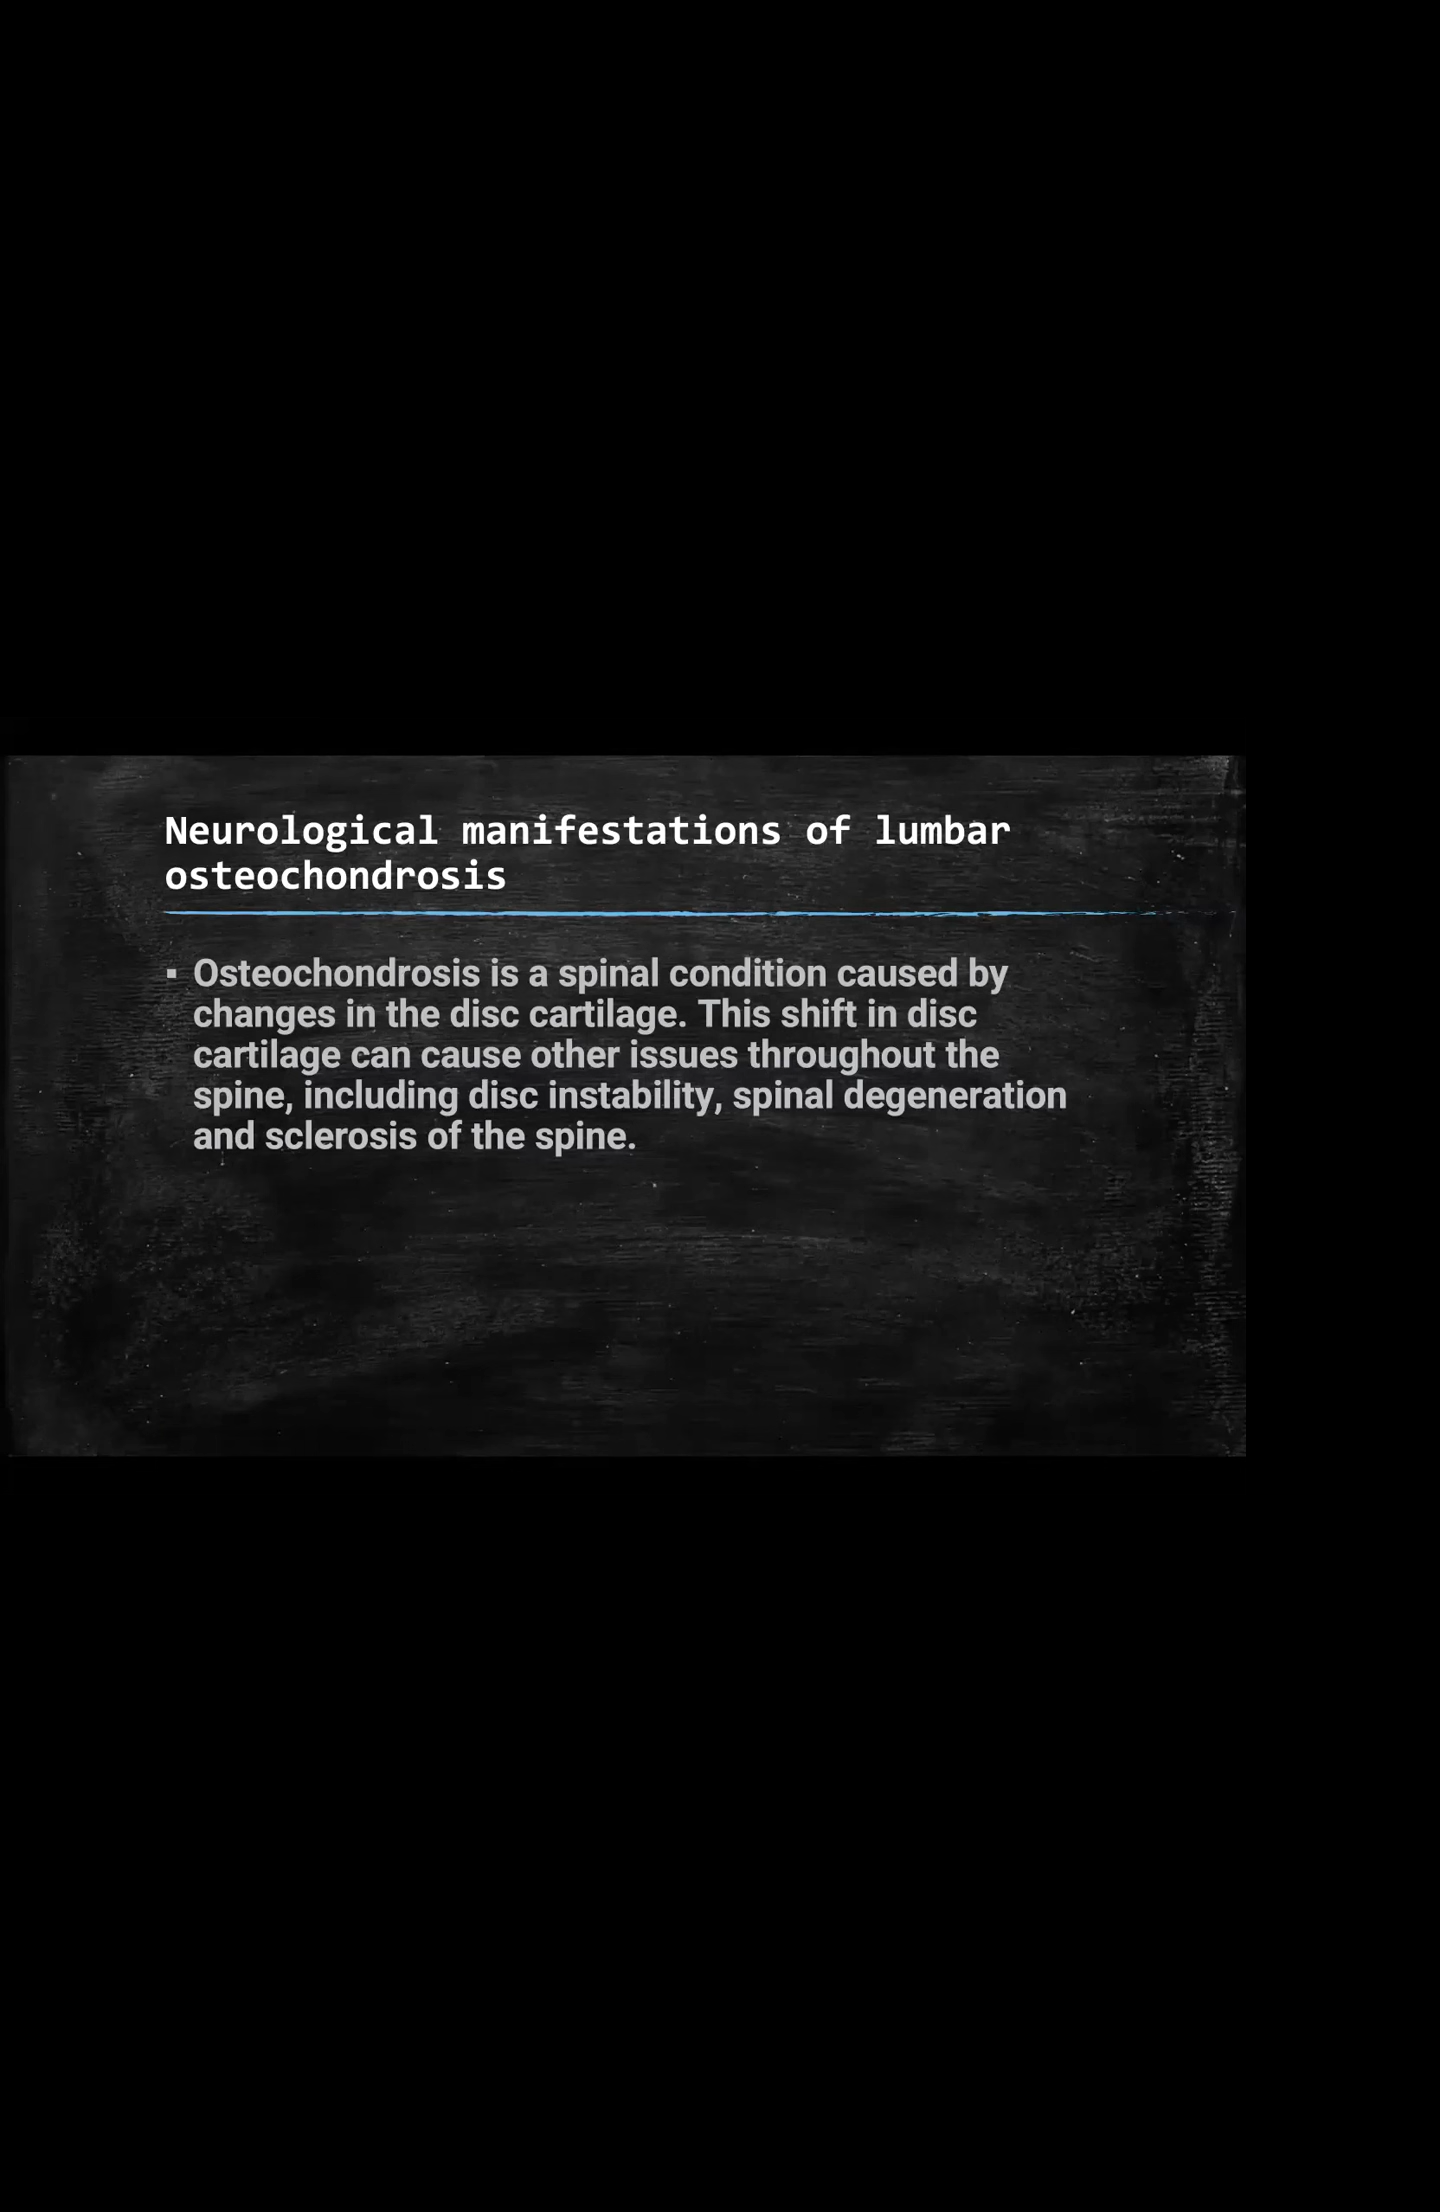 Neurological manifestations of lumbar
osteochondrosis
▪ Osteochondrosis is a spinal condition caused by
changes in the disc cartilage. This shift in disc
cartilage can cause other issues throughout the
spine, including disc instability, spinal degeneration
and sclerosis of the spine.